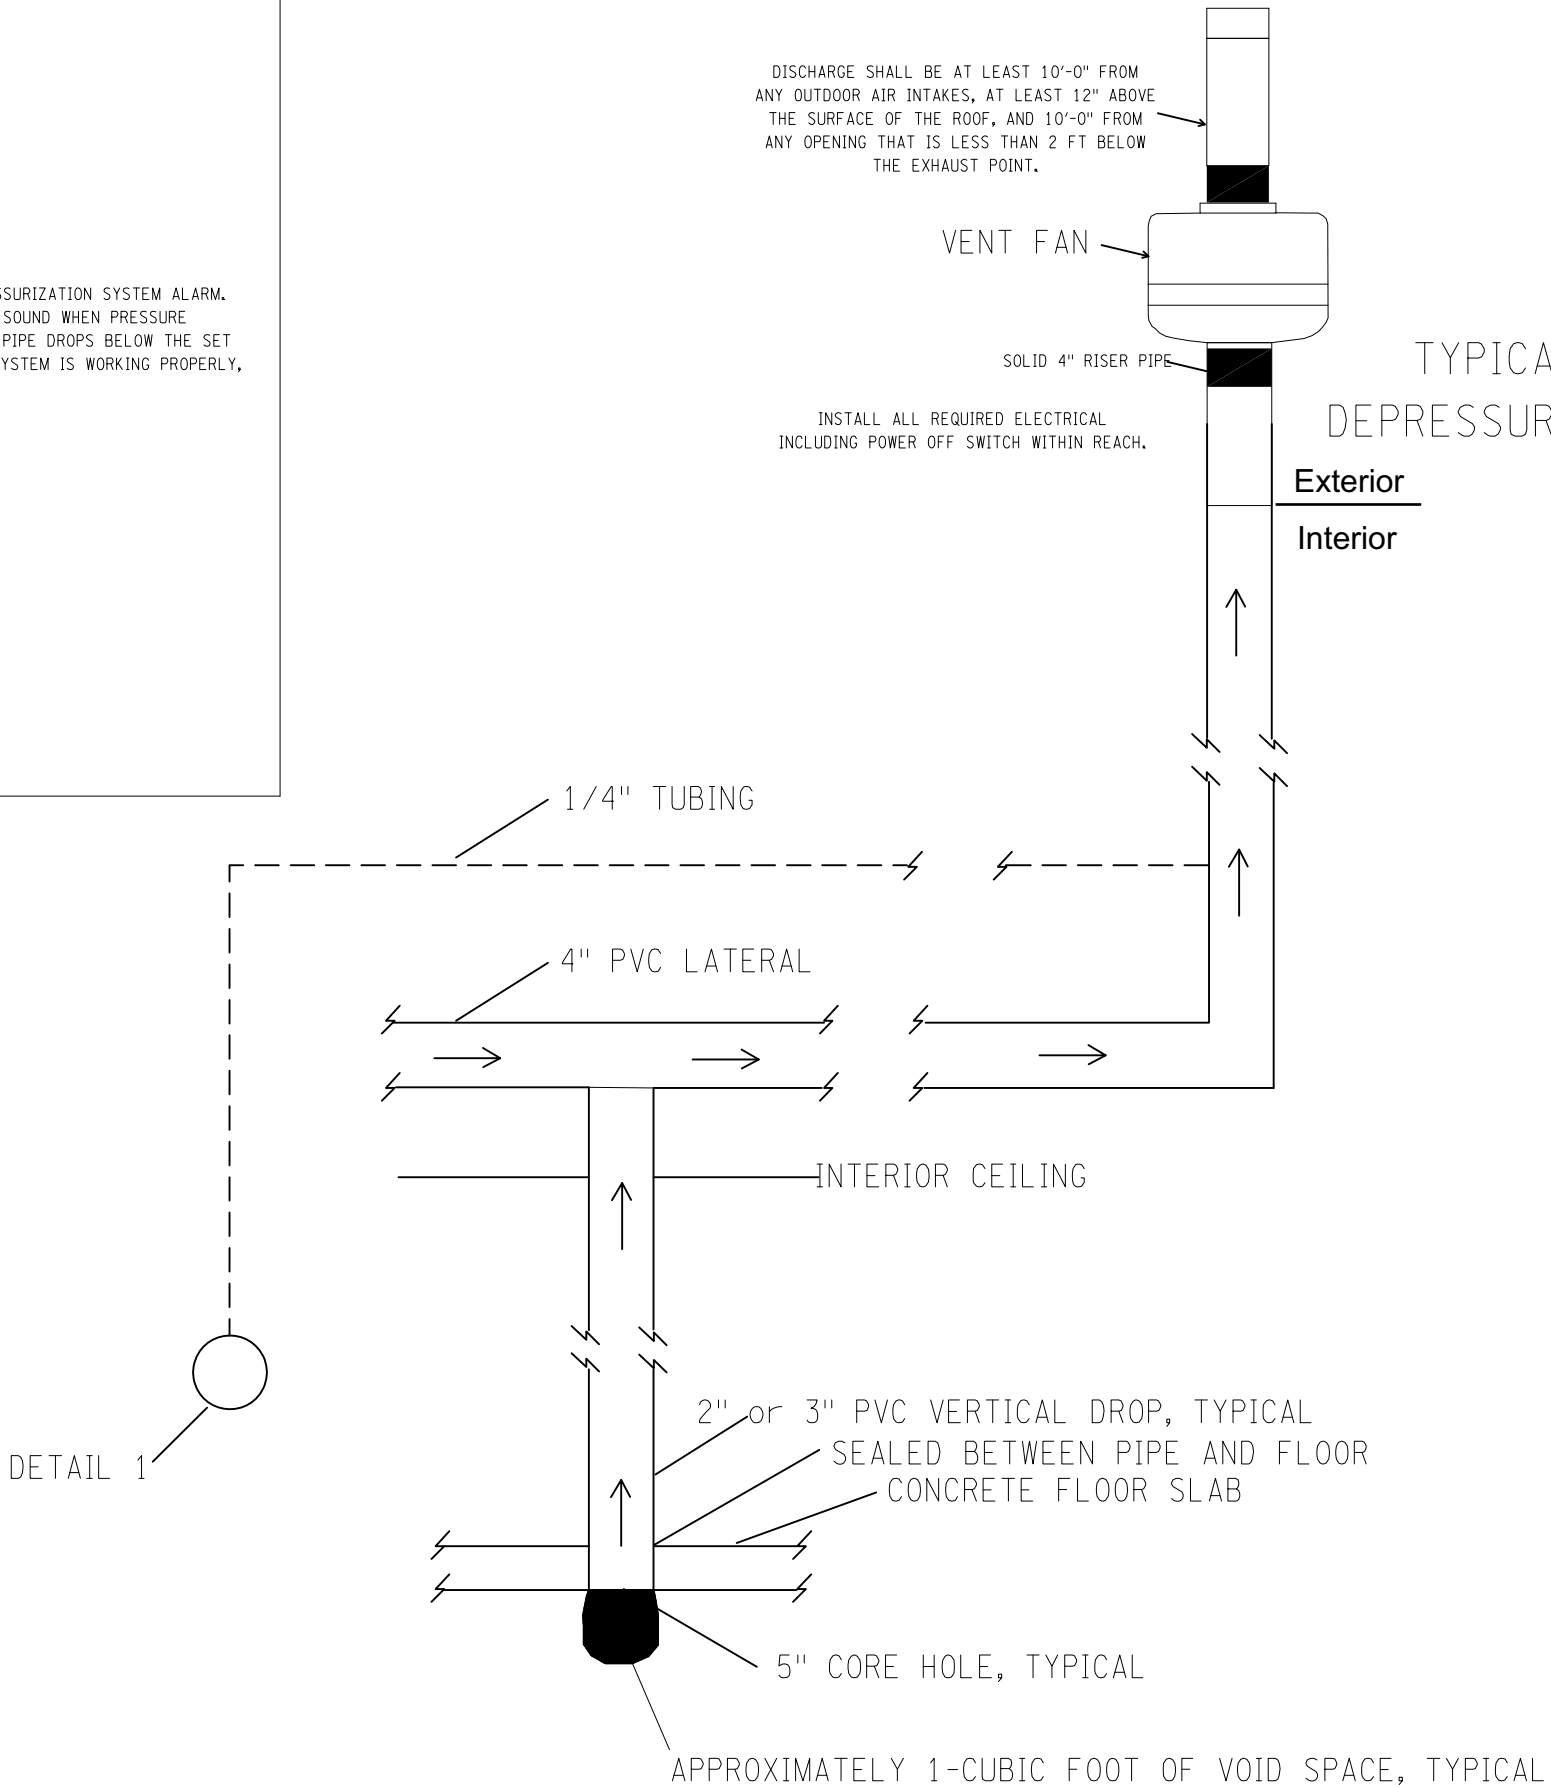 DISCHARGE SHALL BE AT LEAST 10'-0" FROM
ANY OUTDOOR AIR INTAKES, AT LEAST 12" ABOVE
THE SURFACE OF THE ROOF, AND 10'-0" FROM
ANY OPENING THAT IS LESS THAN 2 FT BELOW
THE EXHAUST POINT.
VENT FAN
SSURIZATION SYSTEM ALARM.
SOUND WHEN PRESSURE
PIPE DROPS BELOW THE SET
YSTEM IS WORKING PROPERLY,
SOLID 4" RISER PIPE
TYPICA
DEPRESSUR
INSTALL ALL REQUIRED ELECTRICAL
INCLUDING POWER OFF SWITCH WITHIN REACH.
Exterior
Interior
1/4" TUBING
4" PVC LATERAL
INTERIOR CEILING
2" or 3" PVC VERTICAL DROP, TYPICAL
SEALED BETWEEN PIPE AND FLOOR
CONCRETE FLOOR SLAB
DETAIL 1
5" CORE HOLE, TYPICAL
APPROXIMATELY 1-CUBIC FOOT OF VOID SPACE, TYPICAL